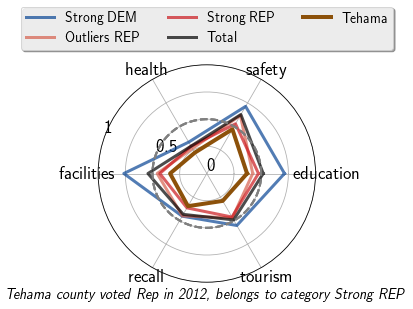 Strong DEM Strong REP Tehama
Outliers REP Total
health safety
1
0.5
0
facilities education
recall tourism
Tehama county voted Rep in 2012, belongs to category Strong REP